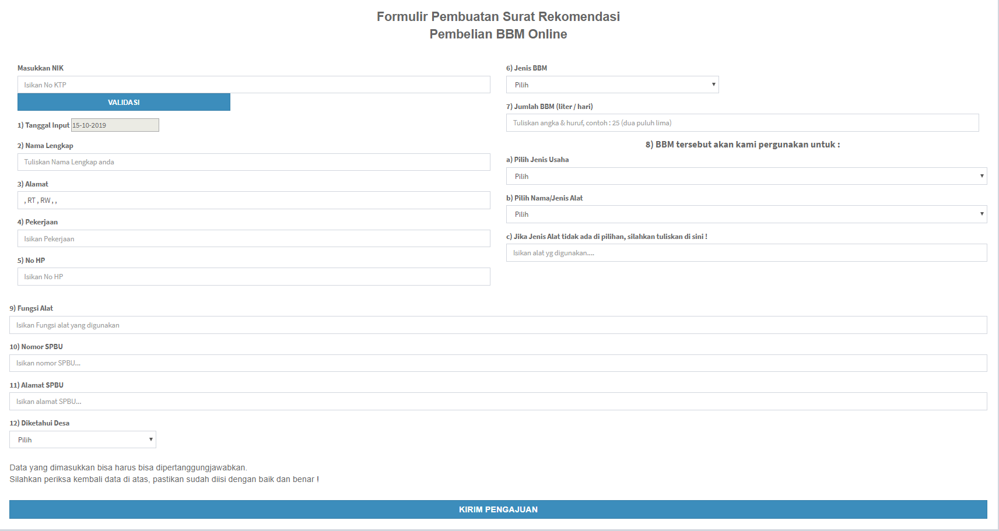 Formulir Pembuatan Surat Rekomendasi
Pembelian BBM Online
Masukkan NIK
Isikan No KTP
VALIDASI
1) Tanggal Input 15-10-2019
2) Nama Lengkap
Tuliskan Nama Lengkap anda
3) Alamat
, RT , RW , ,
4) Pekerjaan
Isikan Pekerjaan
5) No HP
Isikan No HP
6) Jenis BBM
Pilih
7) Jumlah BBM (liter / hari)
Tuliskan angka & huruf, contoh : 25 (dua puluh lima)
8) BBM tersebut akan kami pergunakan untuk :
a) Pilih Jenis Usaha
Pilih
b) Pilih Nama/Jenis Alat
Pilih
c) Jika Jenis Alat tidak ada di pilihan, silahkan tuliskan di sini !
Isikan alat yg digunakan....
9) Fungsi Alat
Isikan Fungsi alat yang digunakan
10) Nomor SPBU
Isikan nomor SPBU...
11) Alamat SPBU
Isikan alamat SPBU...
12) Diketahui Desa
Pilih
Data yang dimasukkan bisa harus bisa dipertanggungjawabkan.
Silahkan periksa kembali data di atas, pastikan sudah diisi dengan baik dan benar !
KIRIM PENGAJUAN